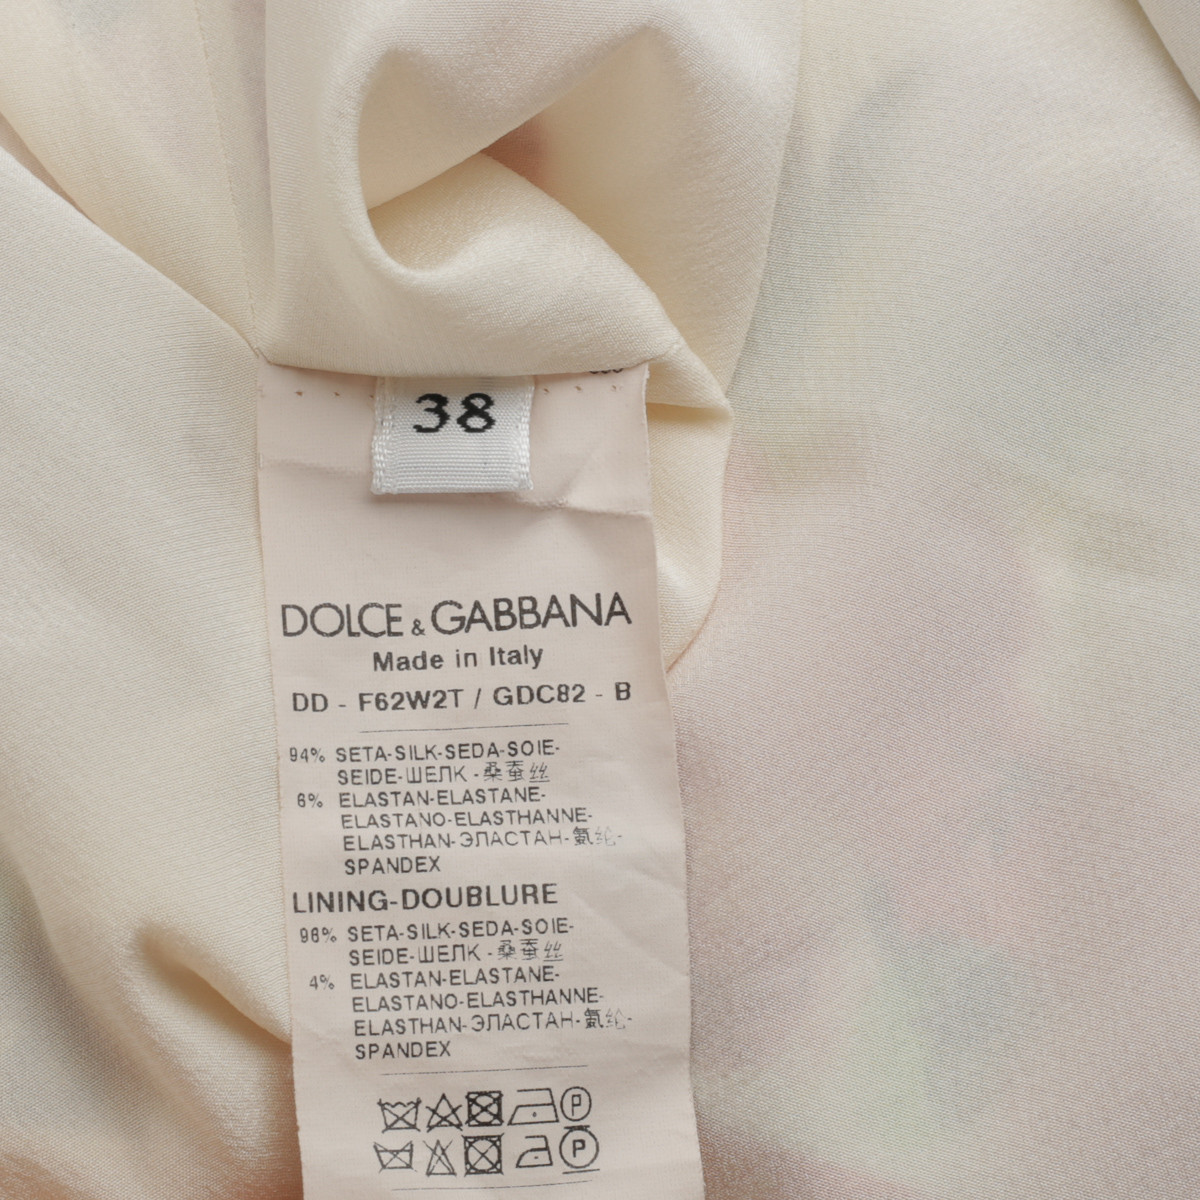 38
DOLCE & GABBANA
Made in Italy
DD - F62W2T / GDC82 - B
94% SETA-SILK-SEDA-SOIE-
SEIDE-ШЕЛК -桑蚕丝
6% ELASTAN-ELASTANE-
ELASTANO-ELASTHANNE-
ELASTHAN-ЭЛАСТАН-氨纶-
SPANDEX
LINING-DOUBLURE
96% SETA-SILK-SEDA-SOIE-
SEIDE-ШЕЛК -桑蚕丝
4% ELASTAN-ELASTANE-
ELASTANO-ELASTHANNE-
ELASTHAN-ЭЛАСТАН-氨纶-
SPANDEX
P
P